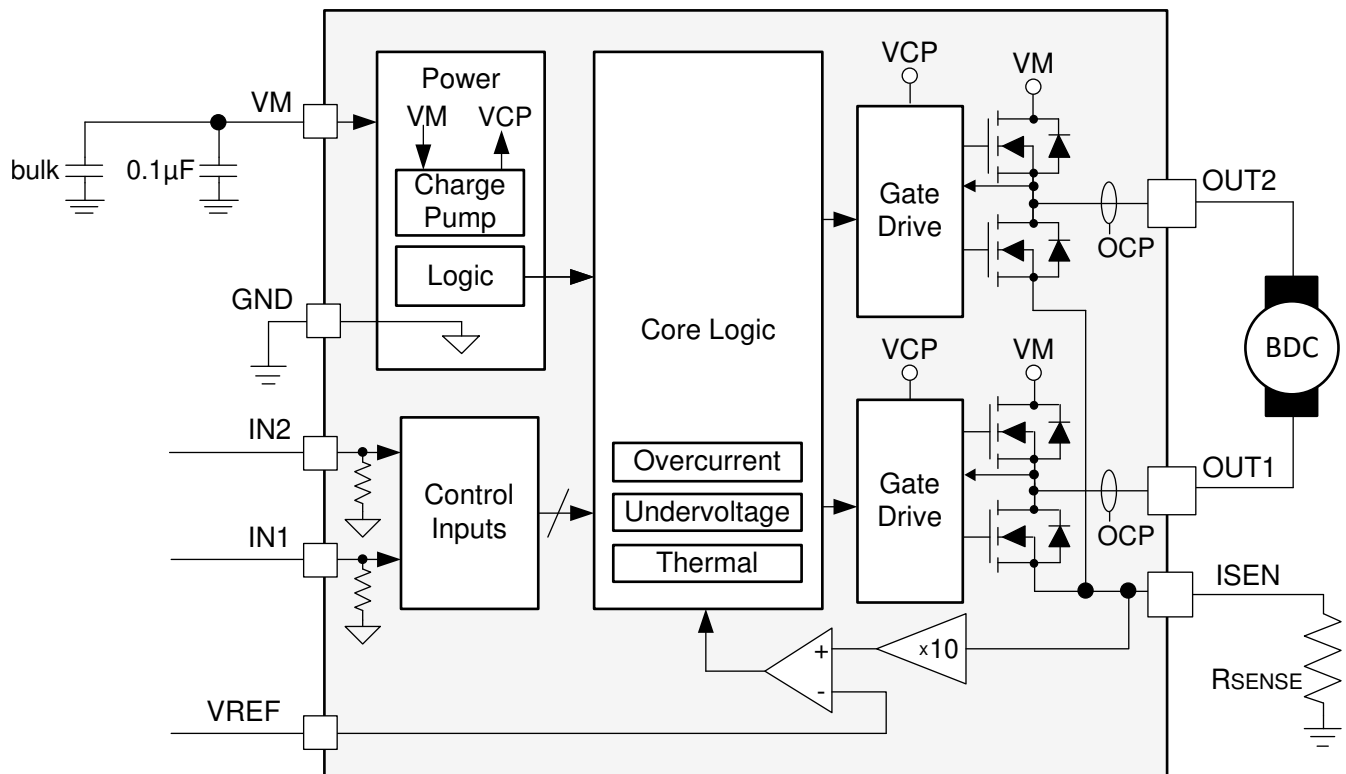 Power
VCP
VM
VM
VM
VCP
bulk
0.1µF
Charge
Pump
Gate
Drive
OUT2
OCP
Logic
GND
Core Logic
BDC
VCP
VM
IN2
Control
Inputs
Overcurrent
Undervoltage
Thermal
Gate
Drive
OUT1
OCP
IN1
ISEN
+
-
x10
RSENSE
VREF